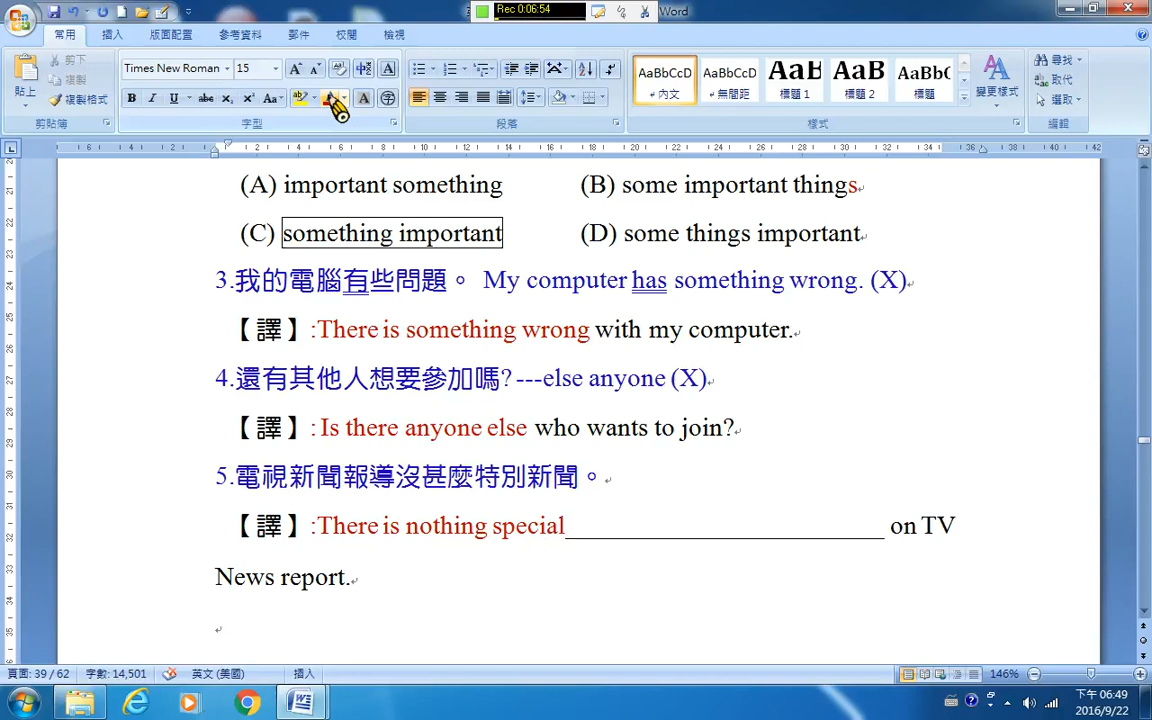 Rec 0:06:54
Word
常用 插入 版面配置 參考資料 郵件 校閱 檢視
貼上 剪下 複製 複製格式
Times New Roman 15
AaBbCcD AaBbCcD AaB AaB AaBb
內文 無間距 標題 1 標題 2 標題
變更樣式
尋找 取代 選取
剪貼簿 字型 段落 樣式 編輯
(A) important something (B) some important things
(C) something important (D) some things important
3.我的電腦有些問題。 My computer has something wrong. (X)
【譯】:There is something wrong with my computer.
4.還有其他人想要參加嗎? ---else anyone (X)
【譯】: Is there anyone else who wants to join?
5.電視新聞報導沒甚麼特別新聞。
【譯】:There is nothing special______________________________ on TV
News report.
頁面: 39 / 62 字數: 14,501 英文 (美國) 插入 146%
下午 06:49
2016/9/22